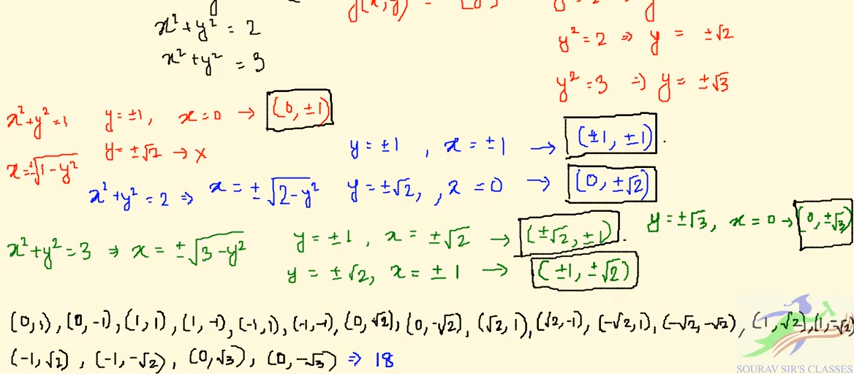 x² + y² = 2
x² + y² = 3
y² = 2 ⇒ y = ±√2
y² = 3 ⇒ y = ±√3
x² + y² = 1 y = ±1, x = 0 → (0, ±1)
x = ±√(1 - y²) y = ±√2 → ×
y = ±1 , x = ±1 → (±1, ±1).
x² + y² = 2 ⇒ x = ±√(2 - y²) y = ±√2, , x = 0 → (0, ±√2)
y = ±√3, x = 0 → (0, ±√3)
x² + y² = 3 ⇒ x = ±√(3 - y²) y = ±1, x = ±√2 → (±√2, ±1).
y = ±√2, x = ±1 → (±1, ±√2)
(0, 1), (0, -1), (1, 1), (1, -1), (-1, 1), (-1, -1), (0, √2), (0, -√2), (√2, 1), (√2, -1), (-√2, 1), (-√2, -√2), (1, √2), (1, -√2)
(-1, √2), (-1, -√2), (0, √3), (0, -√3) ⇒ 18
SOURAV SIR'S CLASSES